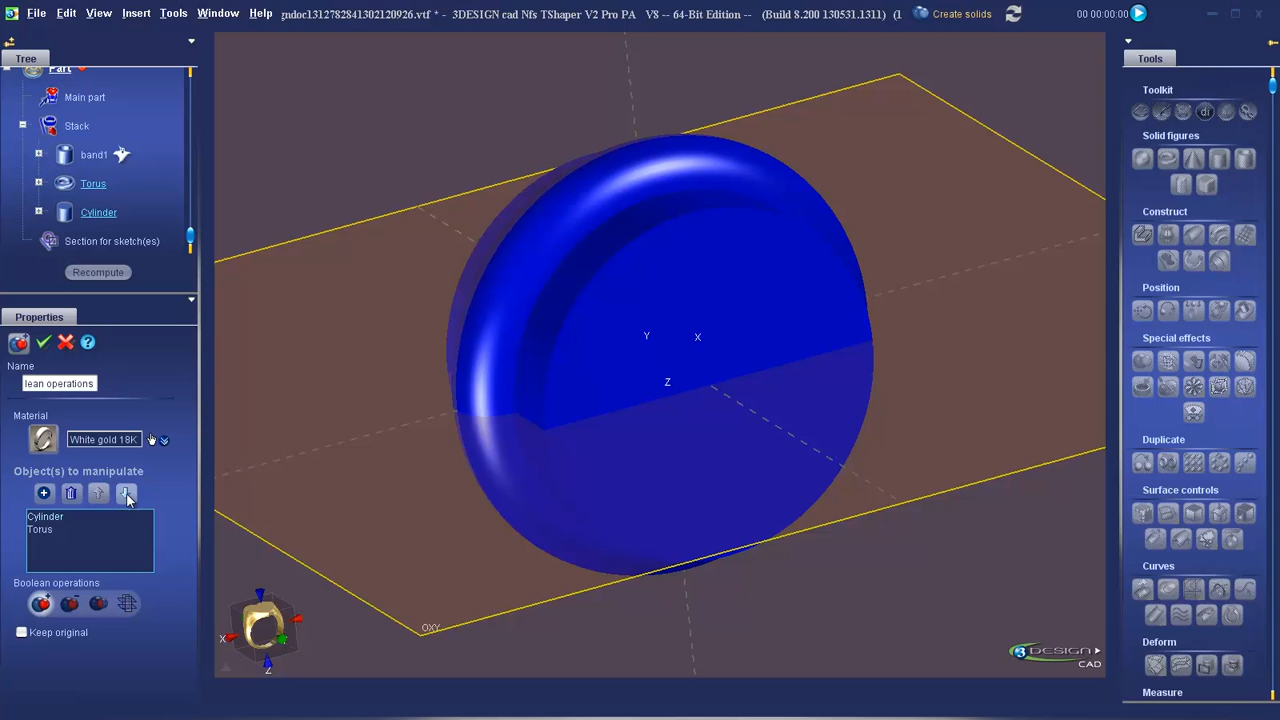 File Edit View Insert Tools Window Help gndoc1312782841302120926.vtf * - 3DESIGN cad Nfs TShaper V2 Pro PA V8 -- 64-Bit Edition -- (Build 8.200 130531.1311) (1 Create solids 00 00:00:00
Tree
Part
Main part
Stack
band1
Torus
Cylinder
Section for sketch(es)
Recompute
Properties
Name
lean operations
Material
White gold 18K
Object(s) to manipulate
Cylinder
Torus
Boolean operations
Keep original
Y X
Z
OXY
X
Z
3DESIGN
CAD
Tools
Toolkit
Solid figures
Construct
Position
Special effects
Duplicate
Surface controls
Curves
Deform
Measure